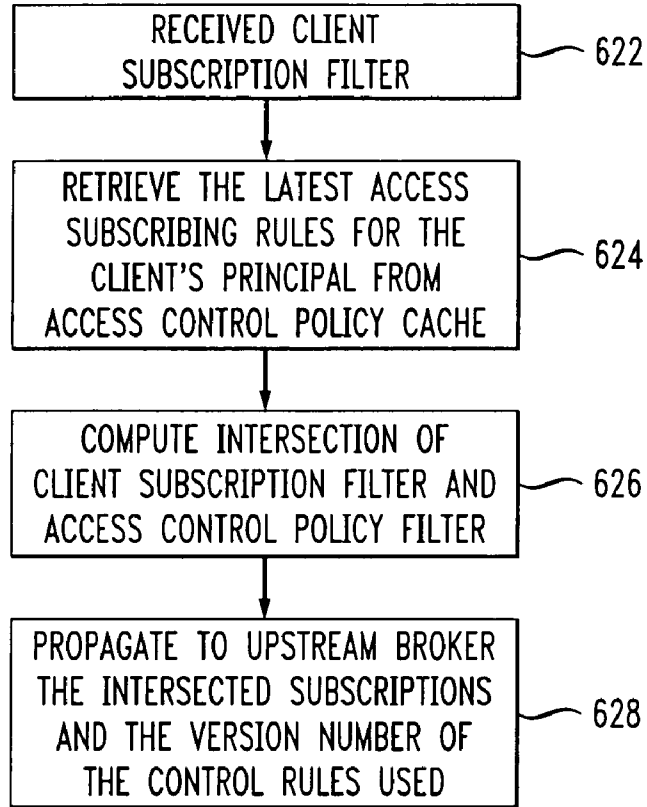 RECEIVED CLIENT
SUBSCRIPTION FILTER
622
RETRIEVE THE LATEST ACCESS
SUBSCRIBING RULES FOR THE
CLIENT'S PRINCIPAL FROM
ACCESS CONTROL POLICY CACHE
624
COMPUTE INTERSECTION OF
CLIENT SUBSCRIPTION FILTER AND
ACCESS CONTROL POLICY FILTER
626
PROPAGATE TO UPSTREAM BROKER
THE INTERSECTED SUBSCRIPTIONS
AND THE VERSION NUMBER OF
THE CONTROL RULES USED
628